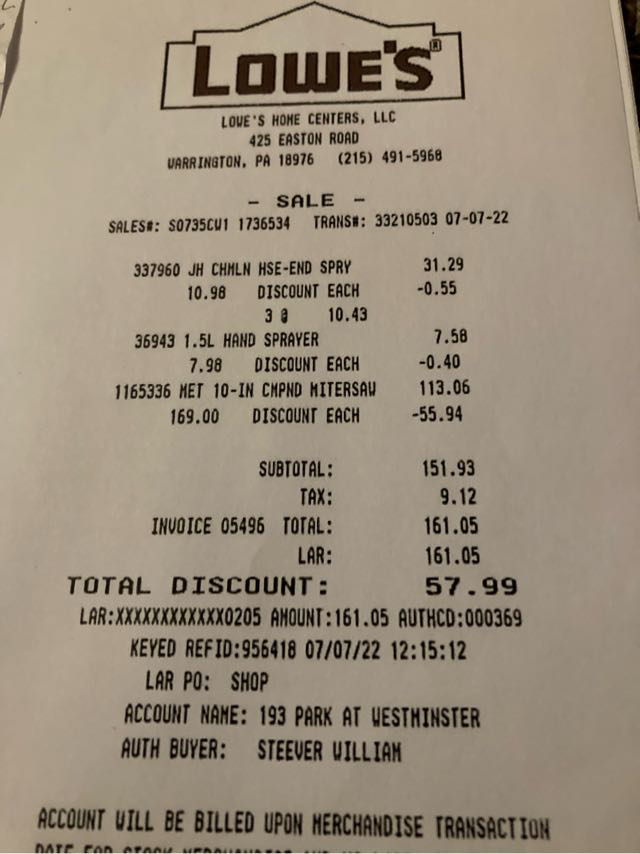 LOWE'S®
LOWE'S HOME CENTERS, LLC
425 EASTON ROAD
WARRINGTON, PA 18976 (215) 491-5968
- SALE -
SALES#: S0735CW1 1736534 TRANS#: 33210503 07-07-22
337960 JH CHMLN HSE-END SPRY 31.29
10.98 DISCOUNT EACH -0.55
3 @ 10.43
36943 1.5L HAND SPRAYER 7.58
7.98 DISCOUNT EACH -0.40
1165336 MET 10-IN CMPND MITERSAW 113.06
169.00 DISCOUNT EACH -55.94
SUBTOTAL: 151.93
TAX: 9.12
INVOICE 05496 TOTAL: 161.05
LAR: 161.05
TOTAL DISCOUNT: 57.99
LAR:XXXXXXXXXXXX0205 AMOUNT:161.05 AUTHCD:000369
KEYED REFID:956418 07/07/22 12:15:12
LAR PO: SHOP
ACCOUNT NAME: 193 PARK AT WESTMINSTER
AUTH BUYER: STEEVER WILLIAM
ACCOUNT WILL BE BILLED UPON MERCHANDISE TRANSACTION
DATE FOR STOCK MERCHANDISE